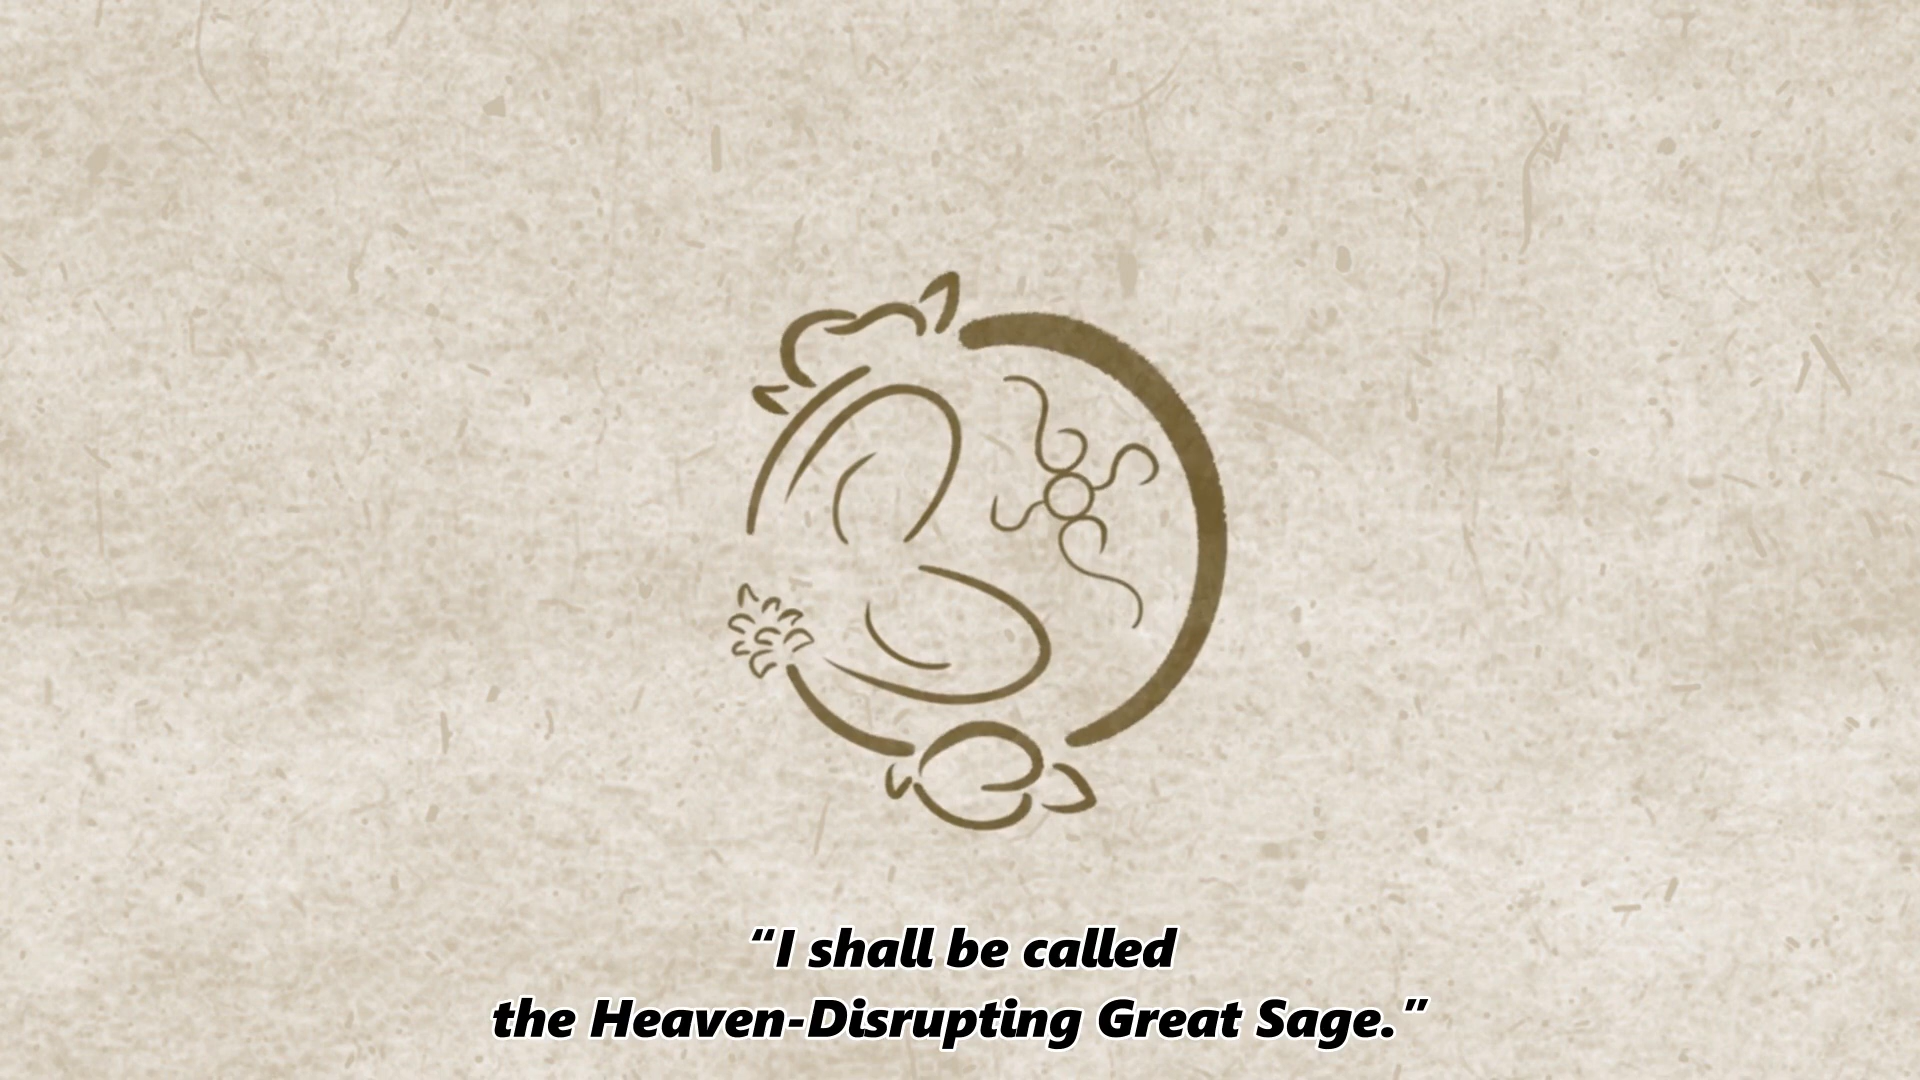 “I shall be called
the Heaven-Disrupting Great Sage.”